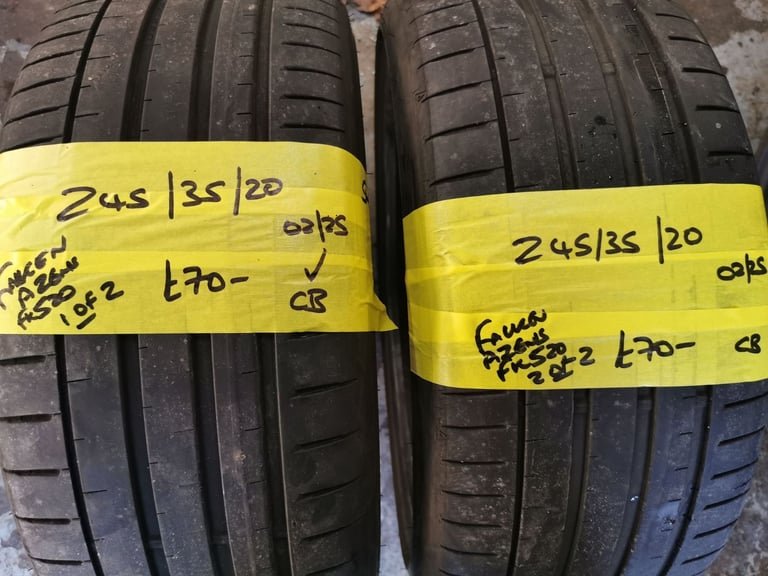 245/35/20
02/25
FALKEN
AZENIS
FK520
1 OF 2
£70-
CB
245/35/20
02/25
FALKEN
AZENIS
FK520
2 OF 2
£70-
CB